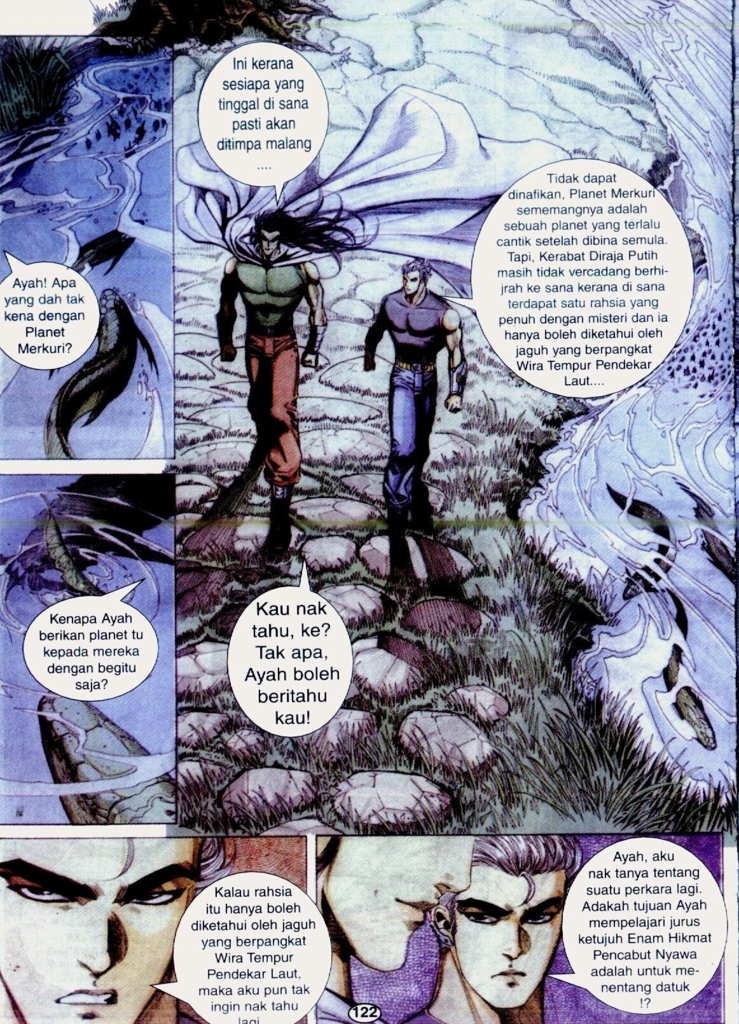 Ayah! Apa
yang dah tak
kena dengan
Planet
Merkuri?
Kenapa Ayah
berikan planet tu
kepada mereka
dengan begitu
saja?
Ini kerana
sesiapa yang
tinggal di sana
pasti akan
ditimpa malang
....
Tidak dapat
dinafikan, Planet Merkuri
sememangnya adalah
sebuah planet yang terlalu
cantik setelah dibina semula.
Tapi, Kerabat Diraja Putih
masih tidak vercadang berhi-
jrah ke sana kerana di sana
terdapat satu rahsia yang
penuh dengan misteri dan ia
hanya boleh diketahui oleh
jaguh yang berpangkat
Wira Tempur Pendekar
Laut....
Kau nak
tahu, ke?
Tak apa,
Ayah boleh
beritahu
kau!
Kalau rahsia
itu hanya boleh
diketahui oleh jaguh
yang berpangkat
Wira Tempur
Pendekar Laut,
maka aku pun tak
ingin nak tahu
lagi
Ayah, aku
nak tanya tentang
suatu perkara lagi.
Adakah tujuan Ayah
mempelajari jurus
ketujuh Enam Hikmat
Pencabut Nyawa
adalah untuk me-
nentang datuk
!?
122